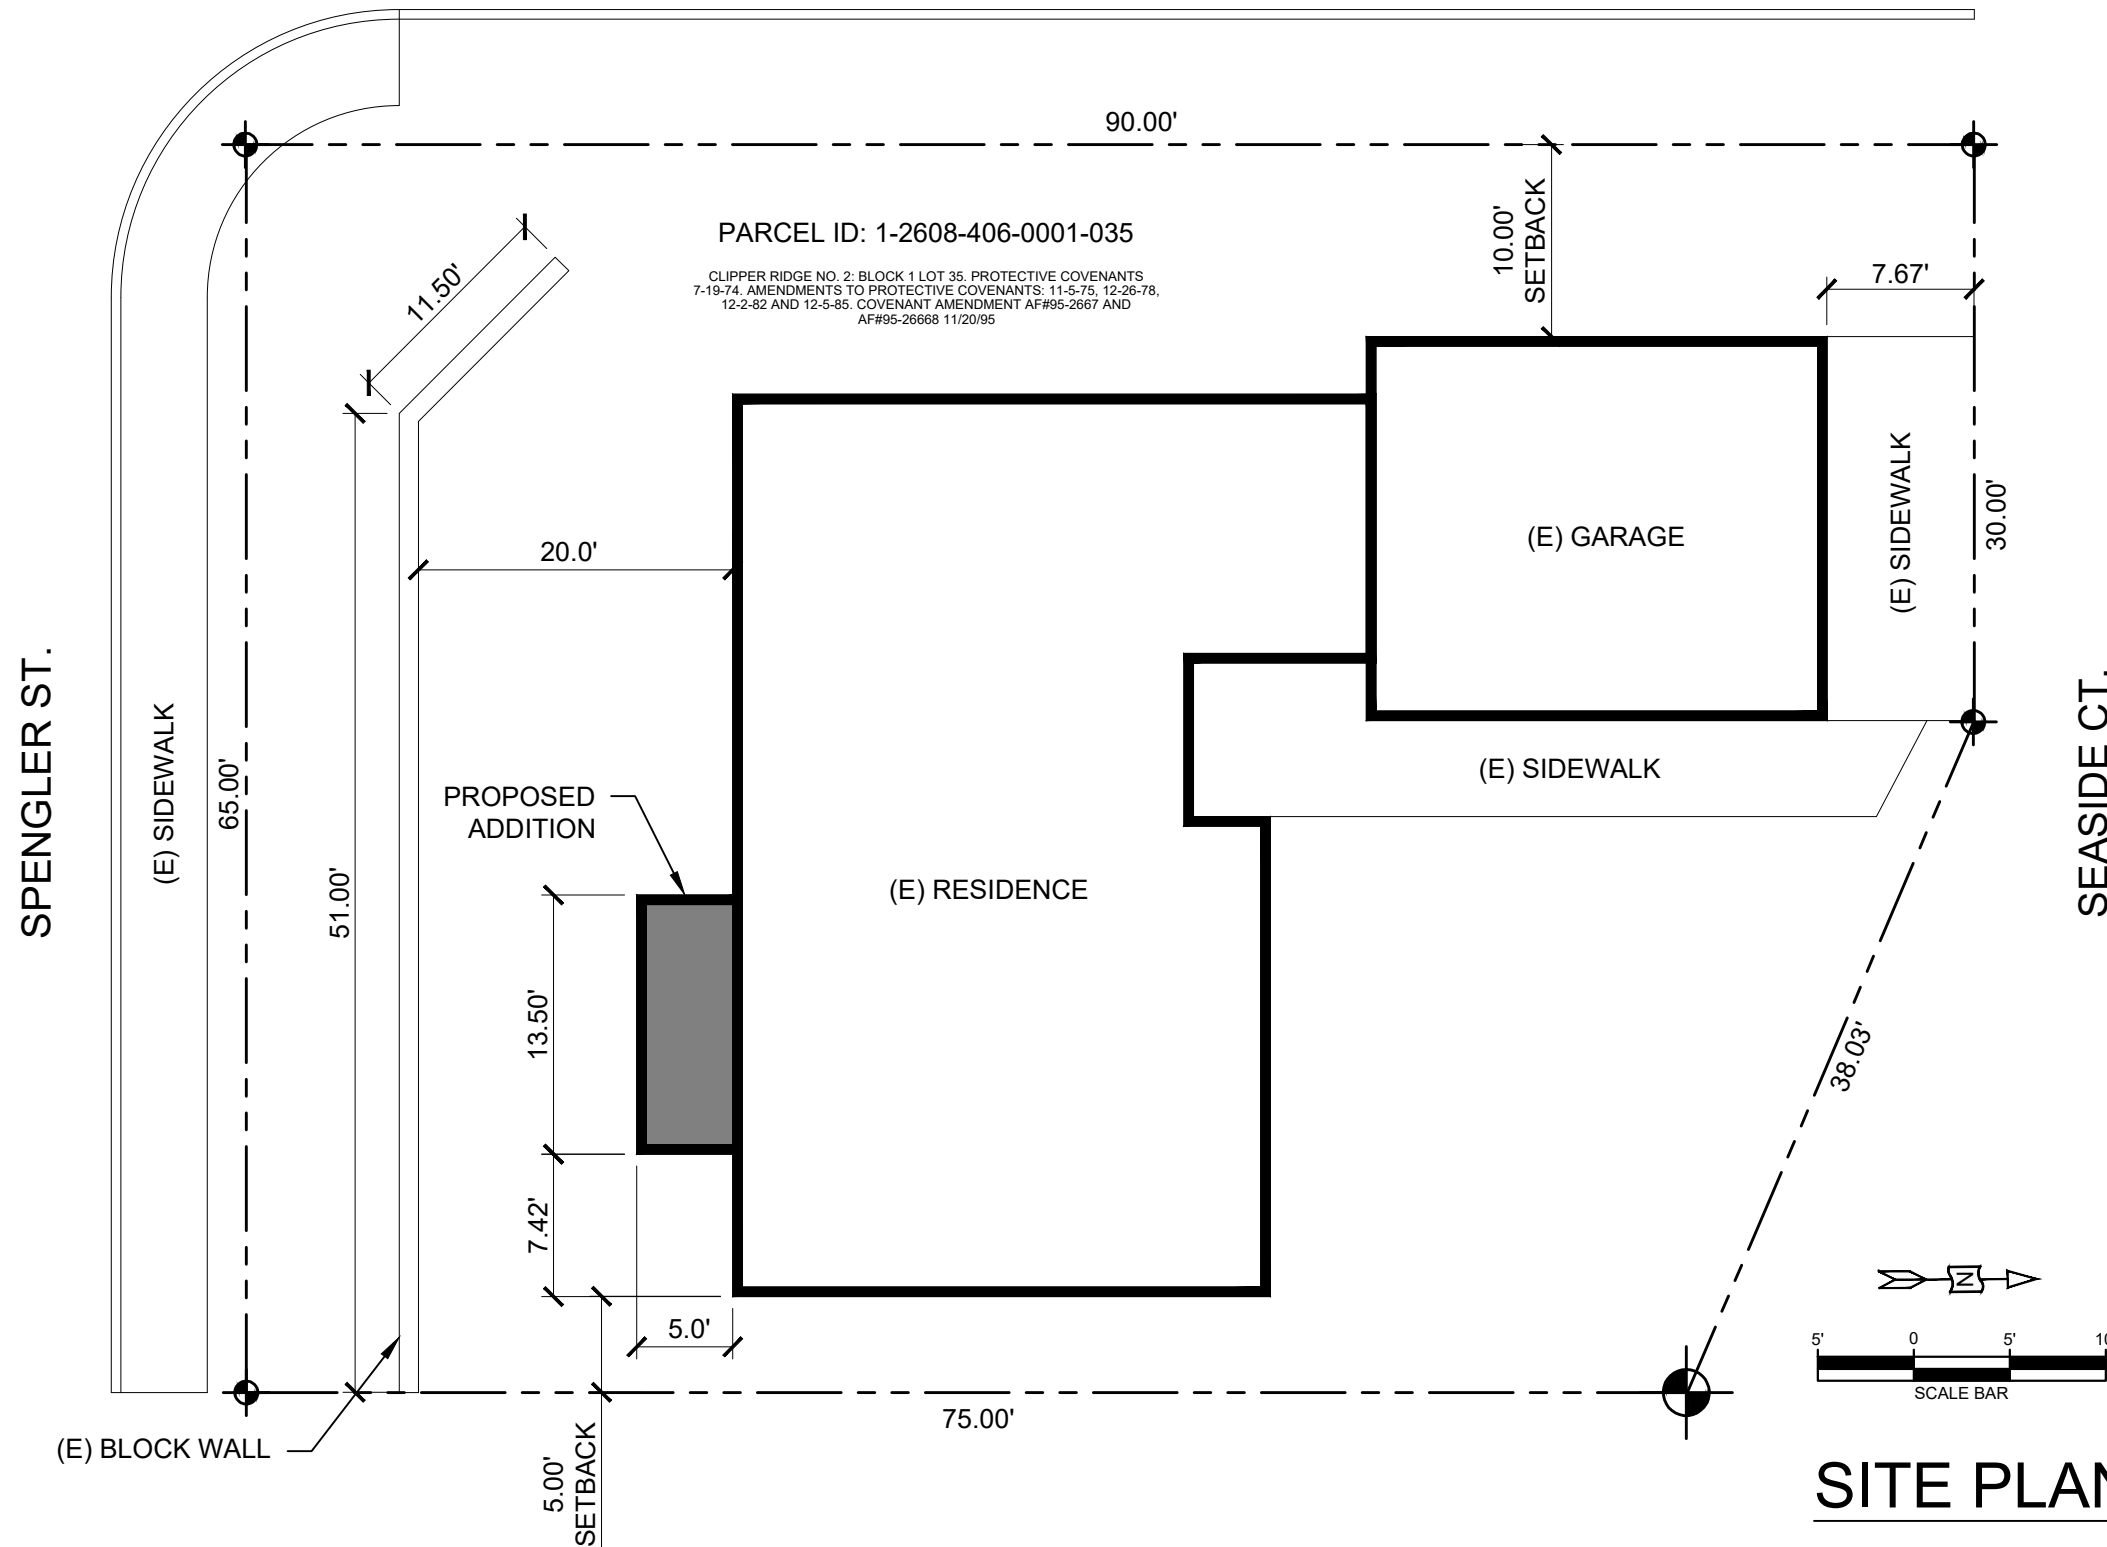 90.00'
PARCEL ID: 1-2608-406-0001-035
CLIPPER RIDGE NO. 2: BLOCK 1 LOT 35. PROTECTIVE COVENANTS
7-19-74. AMENDMENTS TO PROTECTIVE COVENANTS: 11-5-75, 12-26-78,
12-2-82 AND 12-5-85. COVENANT AMENDMENT AF#95-2667 AND
AF#95-26668 11/20/95
10.00'
SETBACK
7.67'
11.50'
20.0'
(E) GARAGE
(E) SIDEWALK
30.00'
SPENGLER ST.
(E) SIDEWALK
65.00'
51.00'
PROPOSED
ADDITION
(E) SIDEWALK
SEASIDE CT.
(E) RESIDENCE
13.50'
7.42'
5.0'
38.03'
N
5'
0
5'
10
SCALE BAR
75.00'
(E) BLOCK WALL
5.00'
SETBACK
SITE PLAN